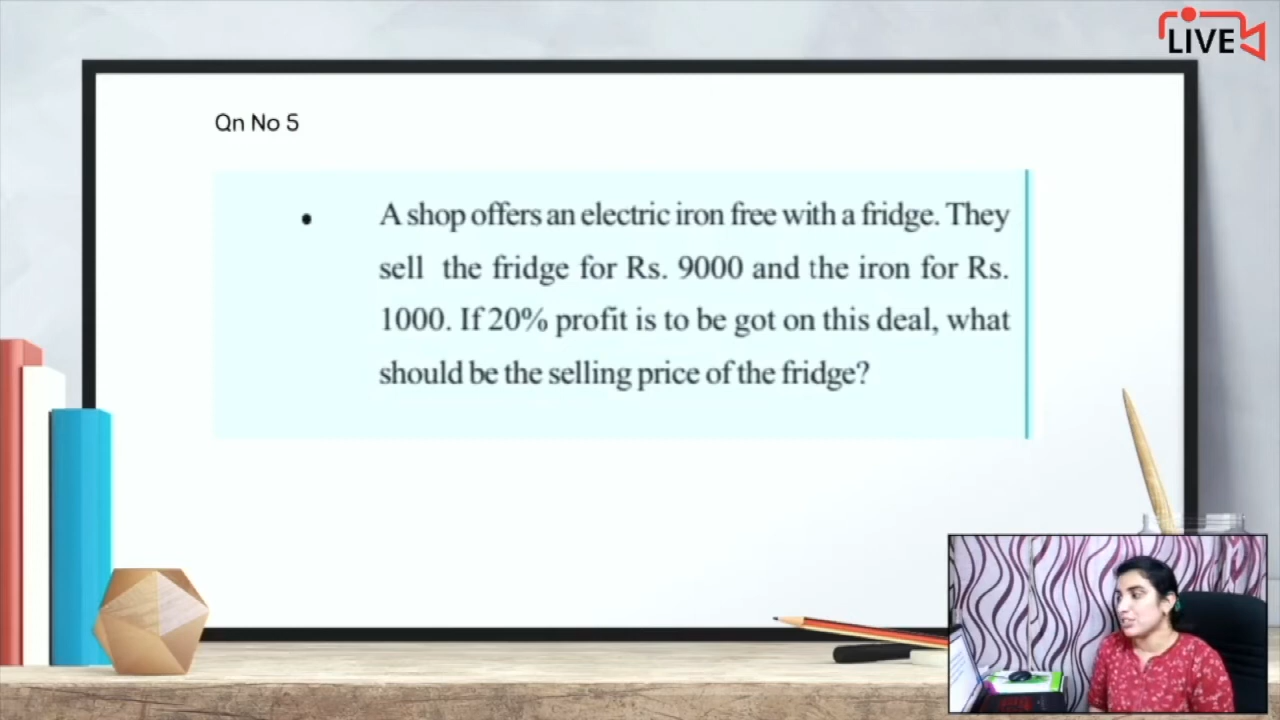 LIVE
Qn No 5
• A shop offers an electric iron free with a fridge. They
sell the fridge for Rs. 9000 and the iron for Rs.
1000. If 20% profit is to be got on this deal, what
should be the selling price of the fridge?